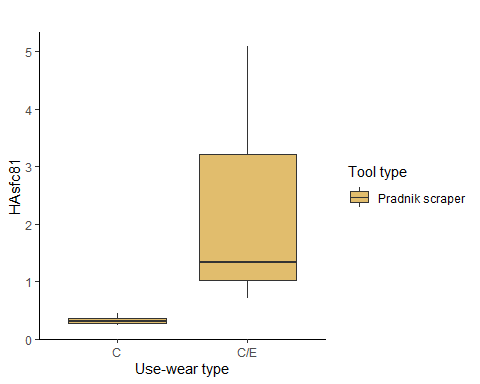 5
4
3
2
1
0
HAsfc81
C
C/E
Use-wear type
Tool type
Pradnik scraper